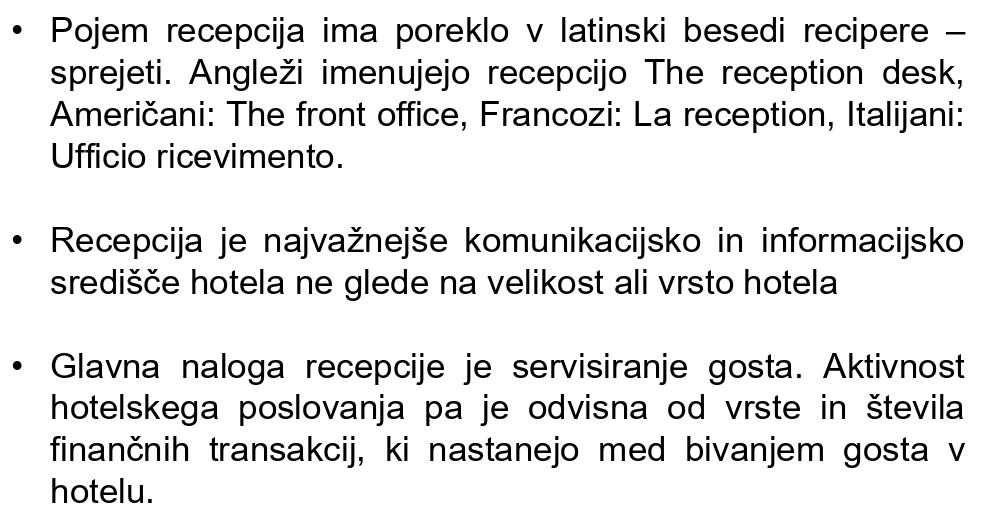 • Pojem recepcija ima poreklo v latinski besedi recipere –
sprejeti. Angleži imenujejo recepcijo The reception desk,
Američani: The front office, Francozi: La reception, Italijani:
Ufficio ricevimento.
• Recepcija je najvažnejše komunikacijsko in informacijsko
središče hotela ne glede na velikost ali vrsto hotela
• Glavna naloga recepcije je servisiranje gosta. Aktivnost
hotelskega poslovanja pa je odvisna od vrste in števila
finančnih transakcij, ki nastanejo med bivanjem gosta v
hotelu.